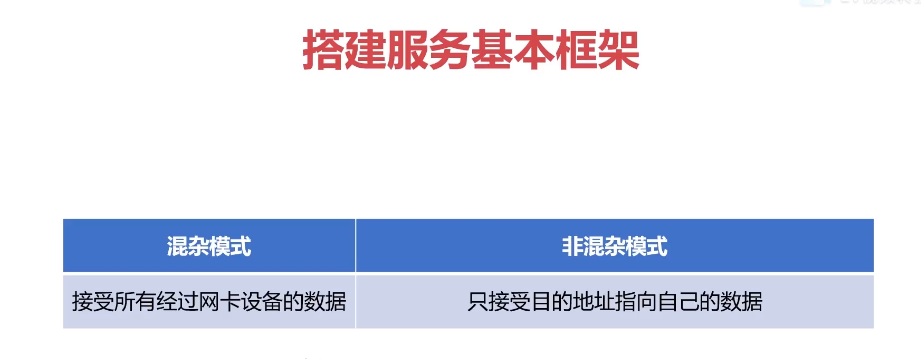 搭建服务基本框架
混杂模式 非混杂模式
接受所有经过网卡设备的数据 只接受目的地址指向自己的数据